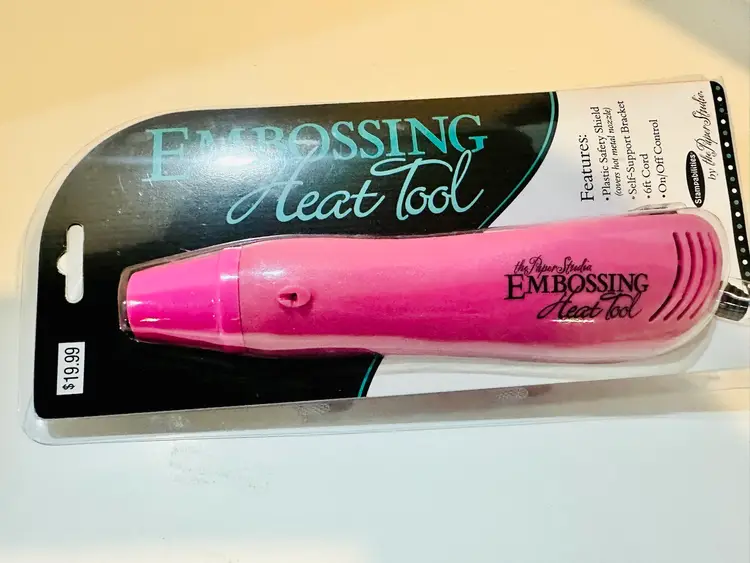 EMBOSSING
Heat Tool
Features:
•Plastic Safety Shield
(covers hot metal nozzle)
•Self-Support Bracket
•6ft Cord
•On/Off Control
Stampabilities
by the Paper Studio
the Paper Studio
EMBOSSING
Heat Tool
$19.99